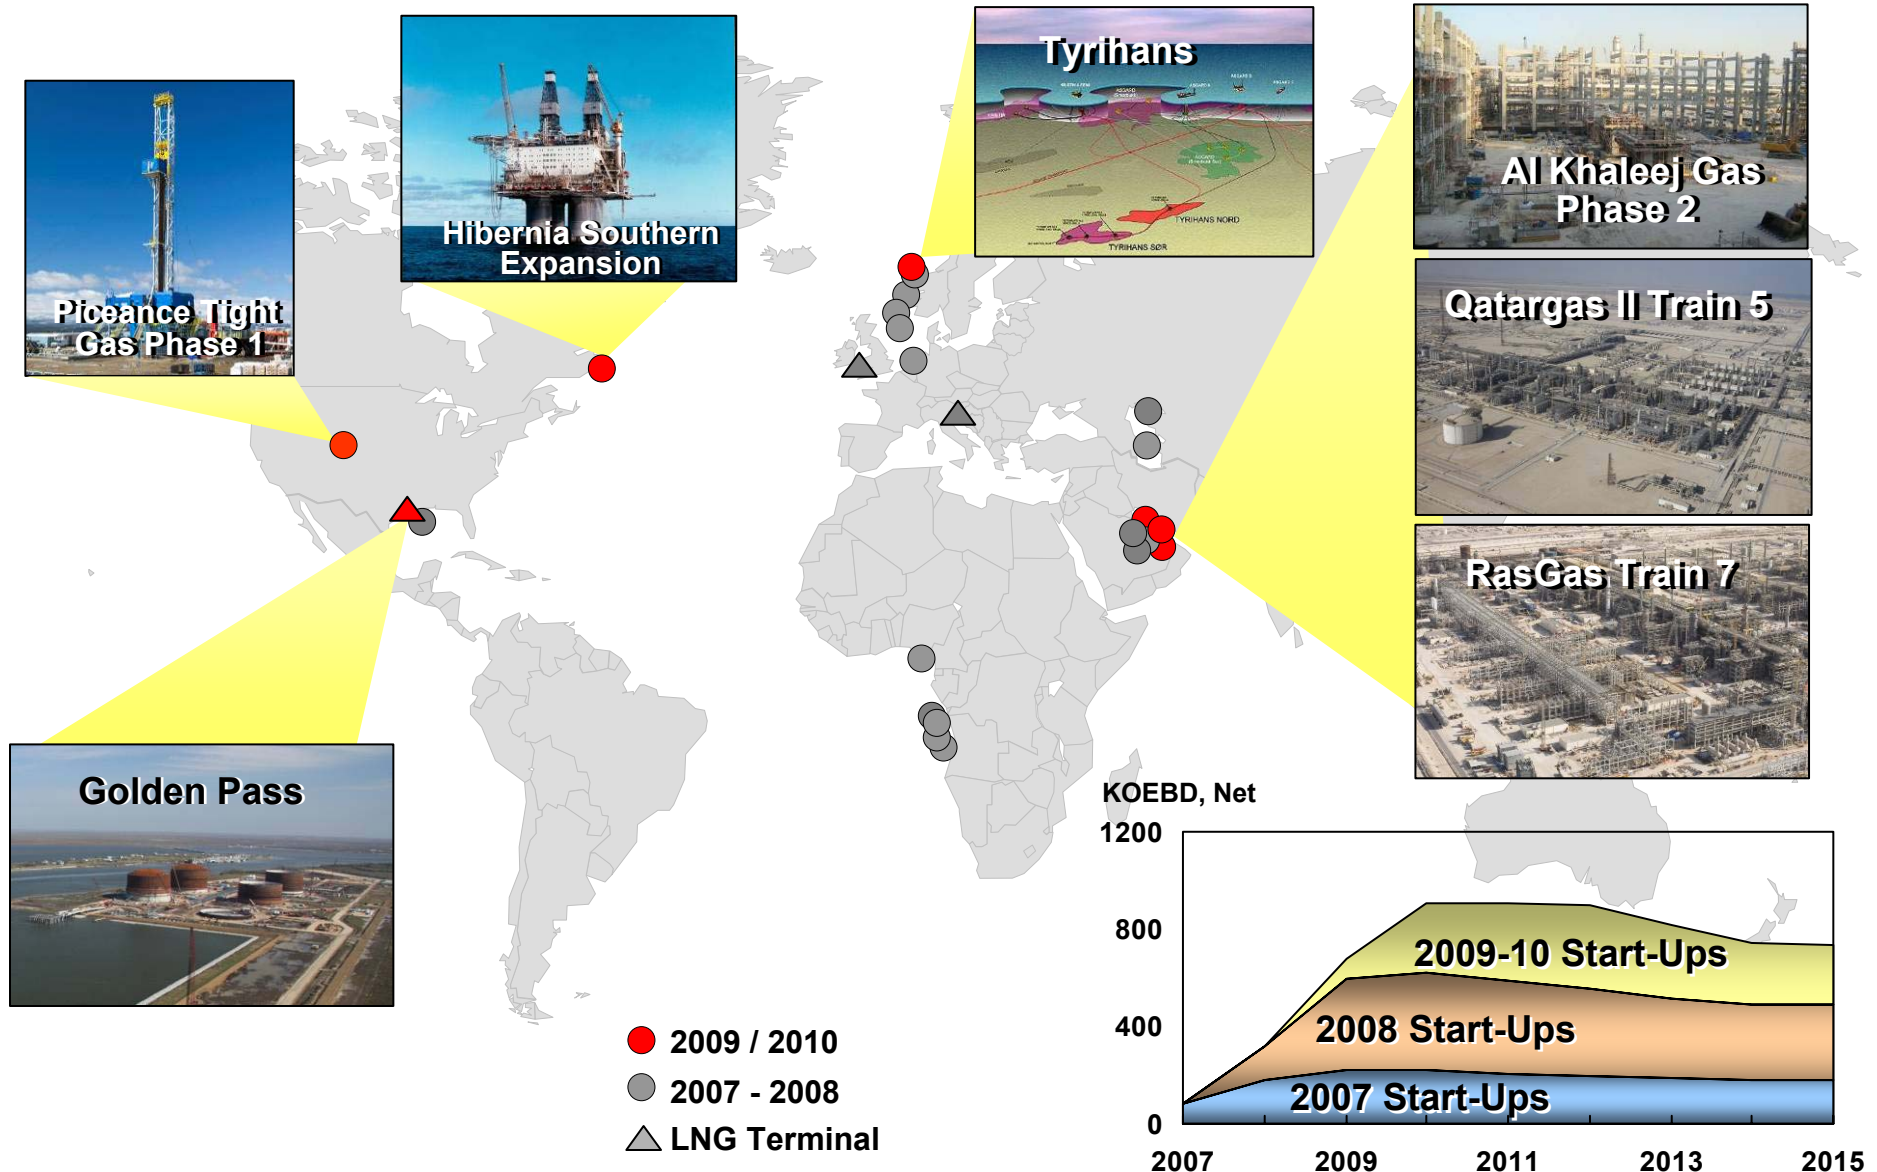 Tyrihans
TYRIHANS NORD
TYRIHANS SØR
Al Khaleej Gas
Phase 2
Hibernia Southern
Expansion
Piceance Tight
Gas Phase 1
Qatargas II Train 5
RasGas Train 7
Golden Pass
KOEBD, Net
1200
800
400
0
2009-10 Start-Ups
2008 Start-Ups
2007 Start-Ups
2007
2009
2011
2013
2015
2009 / 2010
2007 - 2008
LNG Terminal